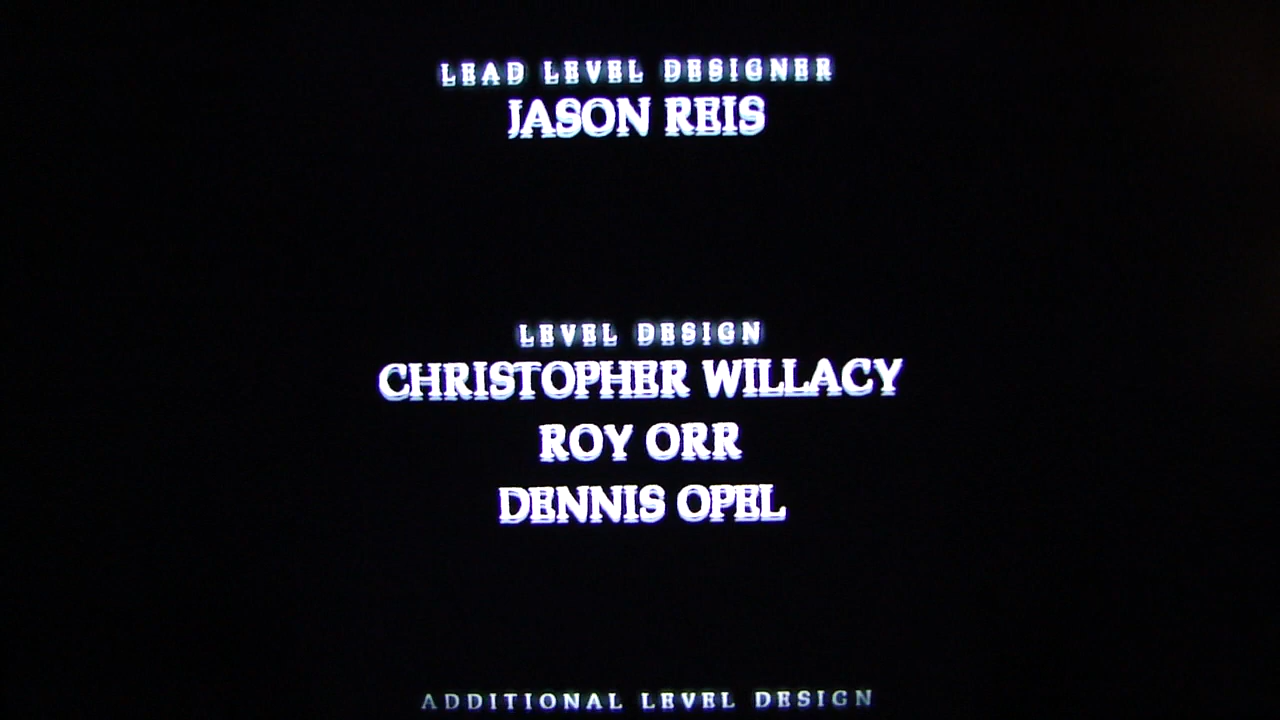 LEAD LEVEL DESIGNER
JASON REIS
LEVEL DESIGN
CHRISTOPHER WILLACY
ROY ORR
DENNIS OPEL
ADDITIONAL LEVEL DESIGN